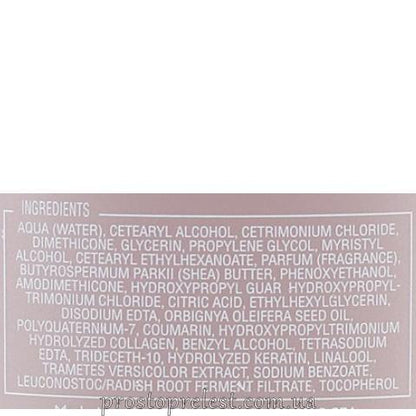 INGREDIENTS
AQUA (WATER), CETEARYL ALCOHOL, CETRIMONIUM CHLORIDE,
DIMETHICONE, GLYCERIN, PROPYLENE GLYCOL, MYRISTYL
ALCOHOL, CETEARYL ETHYLHEXANOATE, PARFUM (FRAGRANCE),
BUTYROSPERMUM PARKII (SHEA) BUTTER, PHENOXYETHANOL,
AMODIMETHICONE, HYDROXYPROPYL GUAR HYDROXYPROPYL-
TRIMONIUM CHLORIDE, CITRIC ACID, ETHYLHEXYLGLYCERIN,
DISODIUM EDTA, ORBIGNYA OLEIFERA SEED OIL,
POLYQUATERNIUM-7, COUMARIN, HYDROXYPROPYLTRIMONIUM
HYDROLYZED COLLAGEN, BENZYL ALCOHOL, TETRASODIUM
EDTA, TRIDECETH-10, HYDROLYZED KERATIN, LINALOOL,
TRAMETES VERSICOLOR EXTRACT, SODIUM BENZOATE,
LEUCONOSTOC/RADISH ROOT FERMENT FILTRATE, TOCOPHEROL
prostoprelest.com.ua